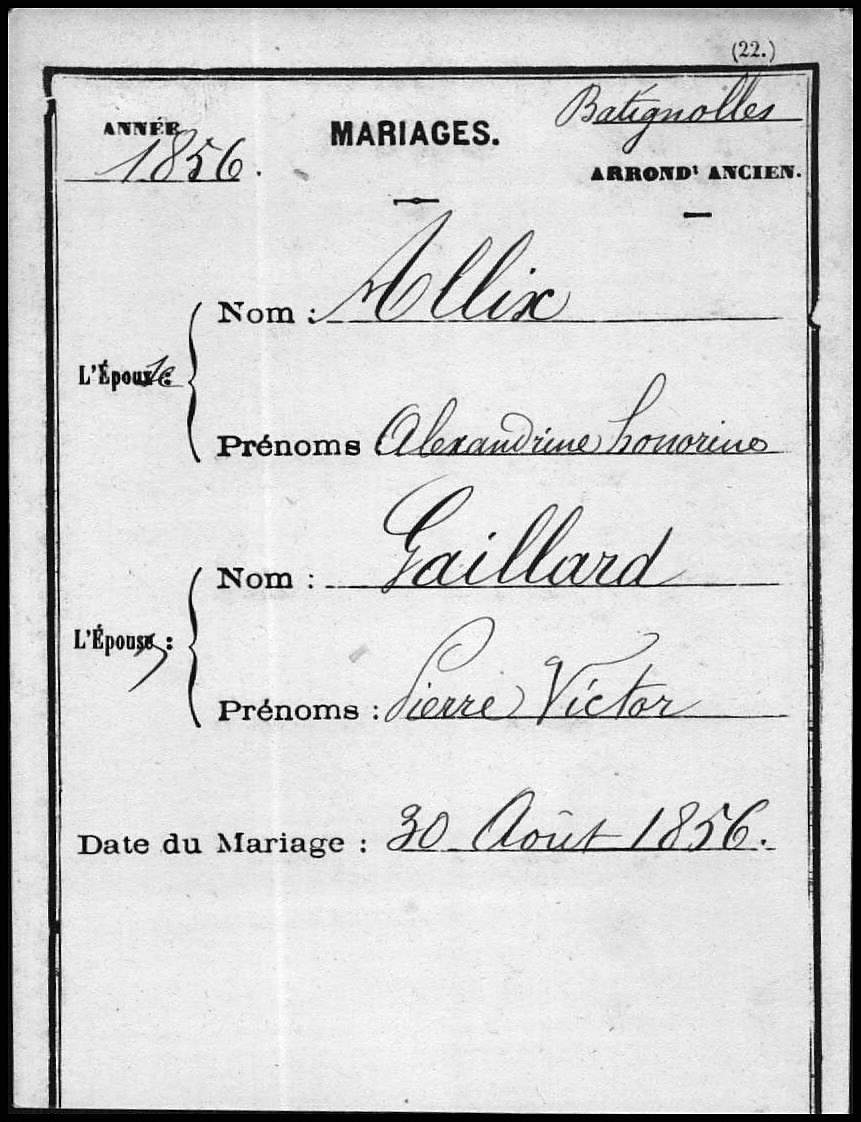 (22.)
ANNÉE
1856.
MARIAGES.
Batignolles
ARRONDt ANCIEN.
Nom : Allix
L'Épouse :
Prénoms Alexandrine honorine
Nom : Gaillard
L'Époux :
Prénoms : Pierre Victor
Date du Mariage : 30 Août 1856.